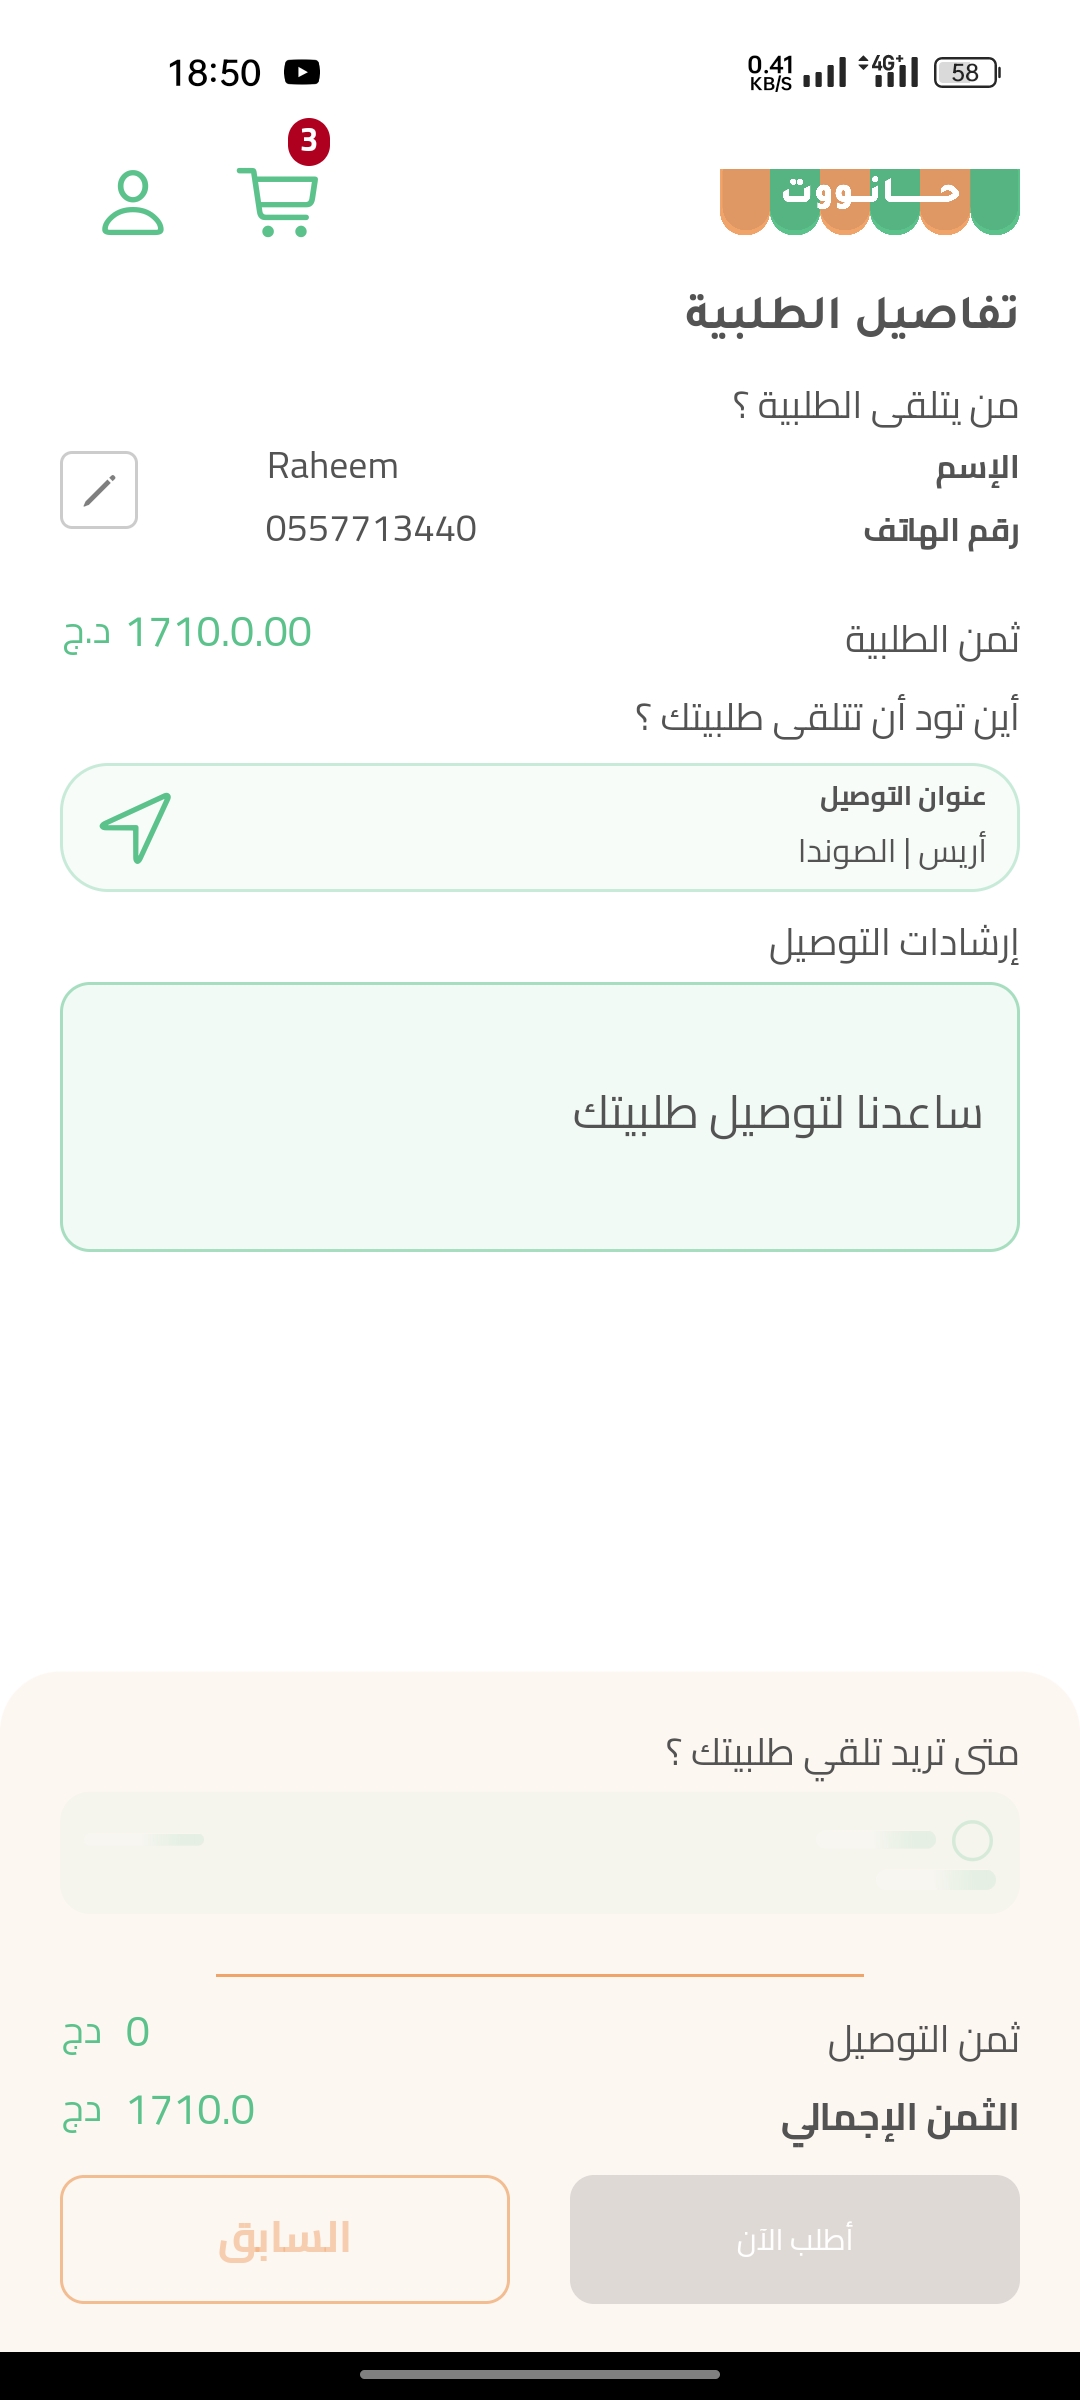 18:50
0.41 KB/S
4G+
58
3
حـــانـووت
تفاصيل الطلبية
من يتلقى الطلبية ؟
الإسم Raheem
رقم الهاتف 0557713440
ثمن الطلبية 1710.0.00 د.ج
أين تود أن تتلقى طلبيتك ؟
عنوان التوصيل
أريس | الصوندا
إرشادات التوصيل
ساعدنا لتوصيل طلبيتك
متى تريد تلقي طلبيتك ؟
ثمن التوصيل 0 دج
الثمن الإجمالي 1710.0 دج
أطلب الآن
السابق